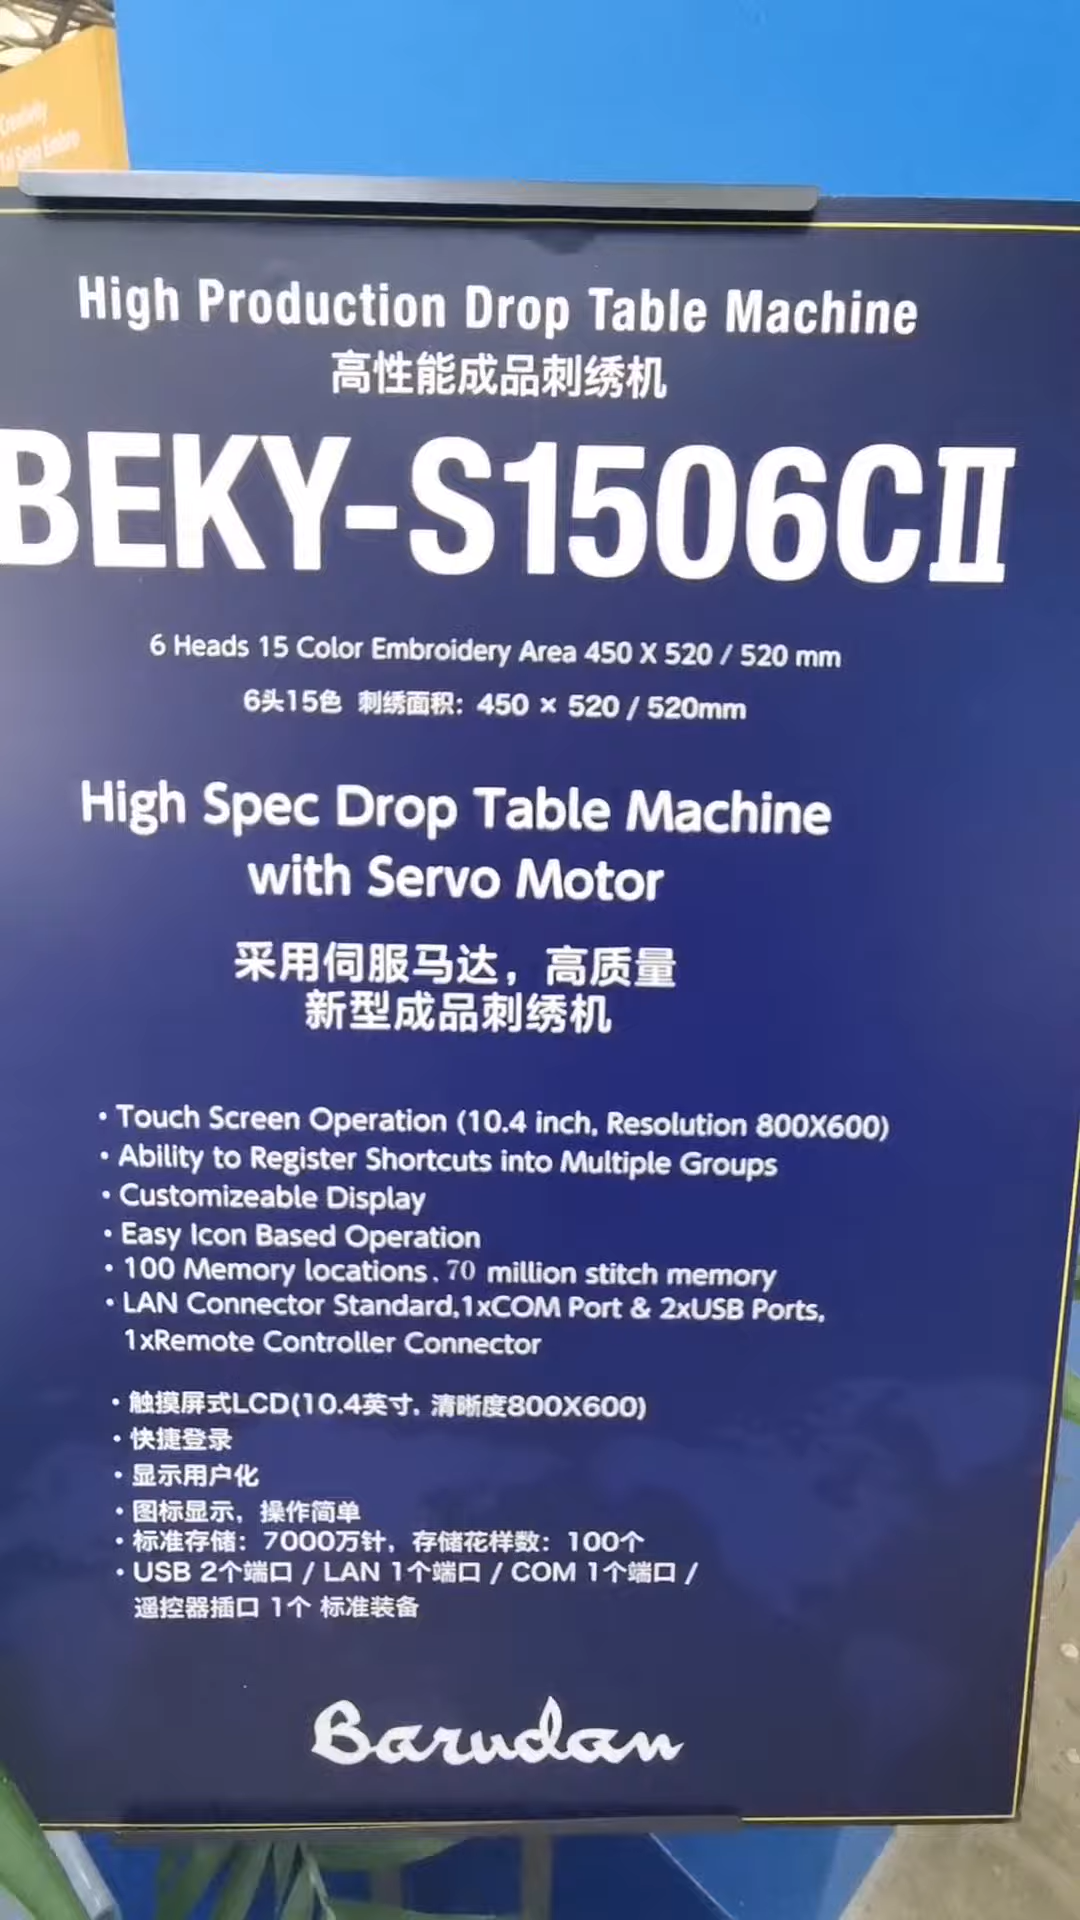 Creativity
Tai Sang Embro
High Production Drop Table Machine
高性能成品刺绣机
BEKY-S1506CⅡ
6 Heads 15 Color Embroidery Area 450 X 520 / 520 mm
6头15色 刺绣面积：450 × 520 / 520mm
High Spec Drop Table Machine
with Servo Motor
采用伺服马达，高质量
新型成品刺绣机
• Touch Screen Operation (10.4 inch, Resolution 800X600)
• Ability to Register Shortcuts into Multiple Groups
• Customizeable Display
• Easy Icon Based Operation
• 100 Memory locations, 70 million stitch memory
• LAN Connector Standard,1xCOM Port & 2xUSB Ports,
1xRemote Controller Connector
• 触摸屏式LCD(10.4英寸, 清晰度800X600)
• 快捷登录
• 显示用户化
• 图标显示，操作简单
• 标准存储：7000万针，存储花样数：100个
• USB 2个端口 / LAN 1个端口 / COM 1个端口 /
遥控器插口 1个 标准装备
Barudan